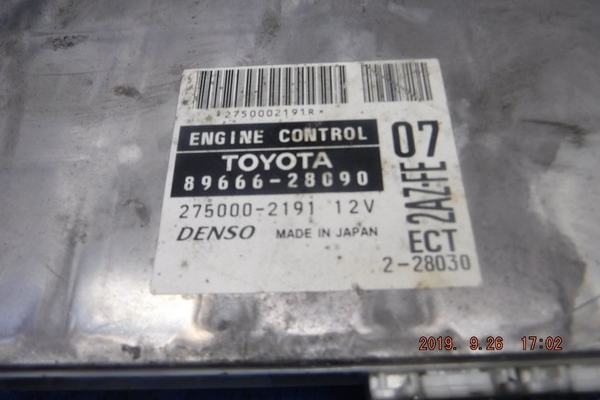 *2750002191R*
ENGINE CONTROL
TOYOTA
89666-28090
275000-2191 12V
DENSO MADE IN JAPAN
07
2AZ-FE
ECT
2-28030
2019. 9.26 17:02